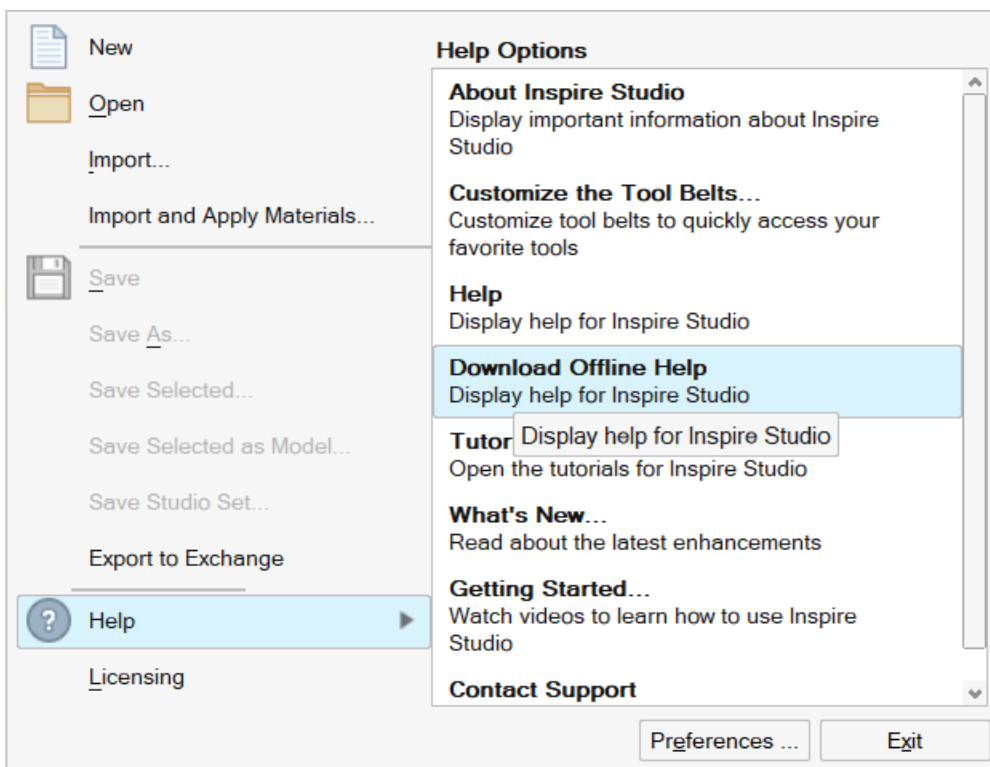 New
Open
Import...
Import and Apply Materials...
Save
Save As...
Save Selected...
Save Selected as Model...
Save Studio Set...
Export to Exchange
Help
Licensing
Help Options
About Inspire Studio
Display important information about Inspire
Studio
Customize the Tool Belts...
Customize tool belts to quickly access your
favorite tools
Help
Display help for Inspire Studio
Download Offline Help
Display help for Inspire Studio
Display help for Inspire Studio
Tutor
Open the tutorials for Inspire Studio
What's New...
Read about the latest enhancements
Getting Started...
Watch videos to learn how to use Inspire
Studio
Contact Support
Preferences ...
Exit